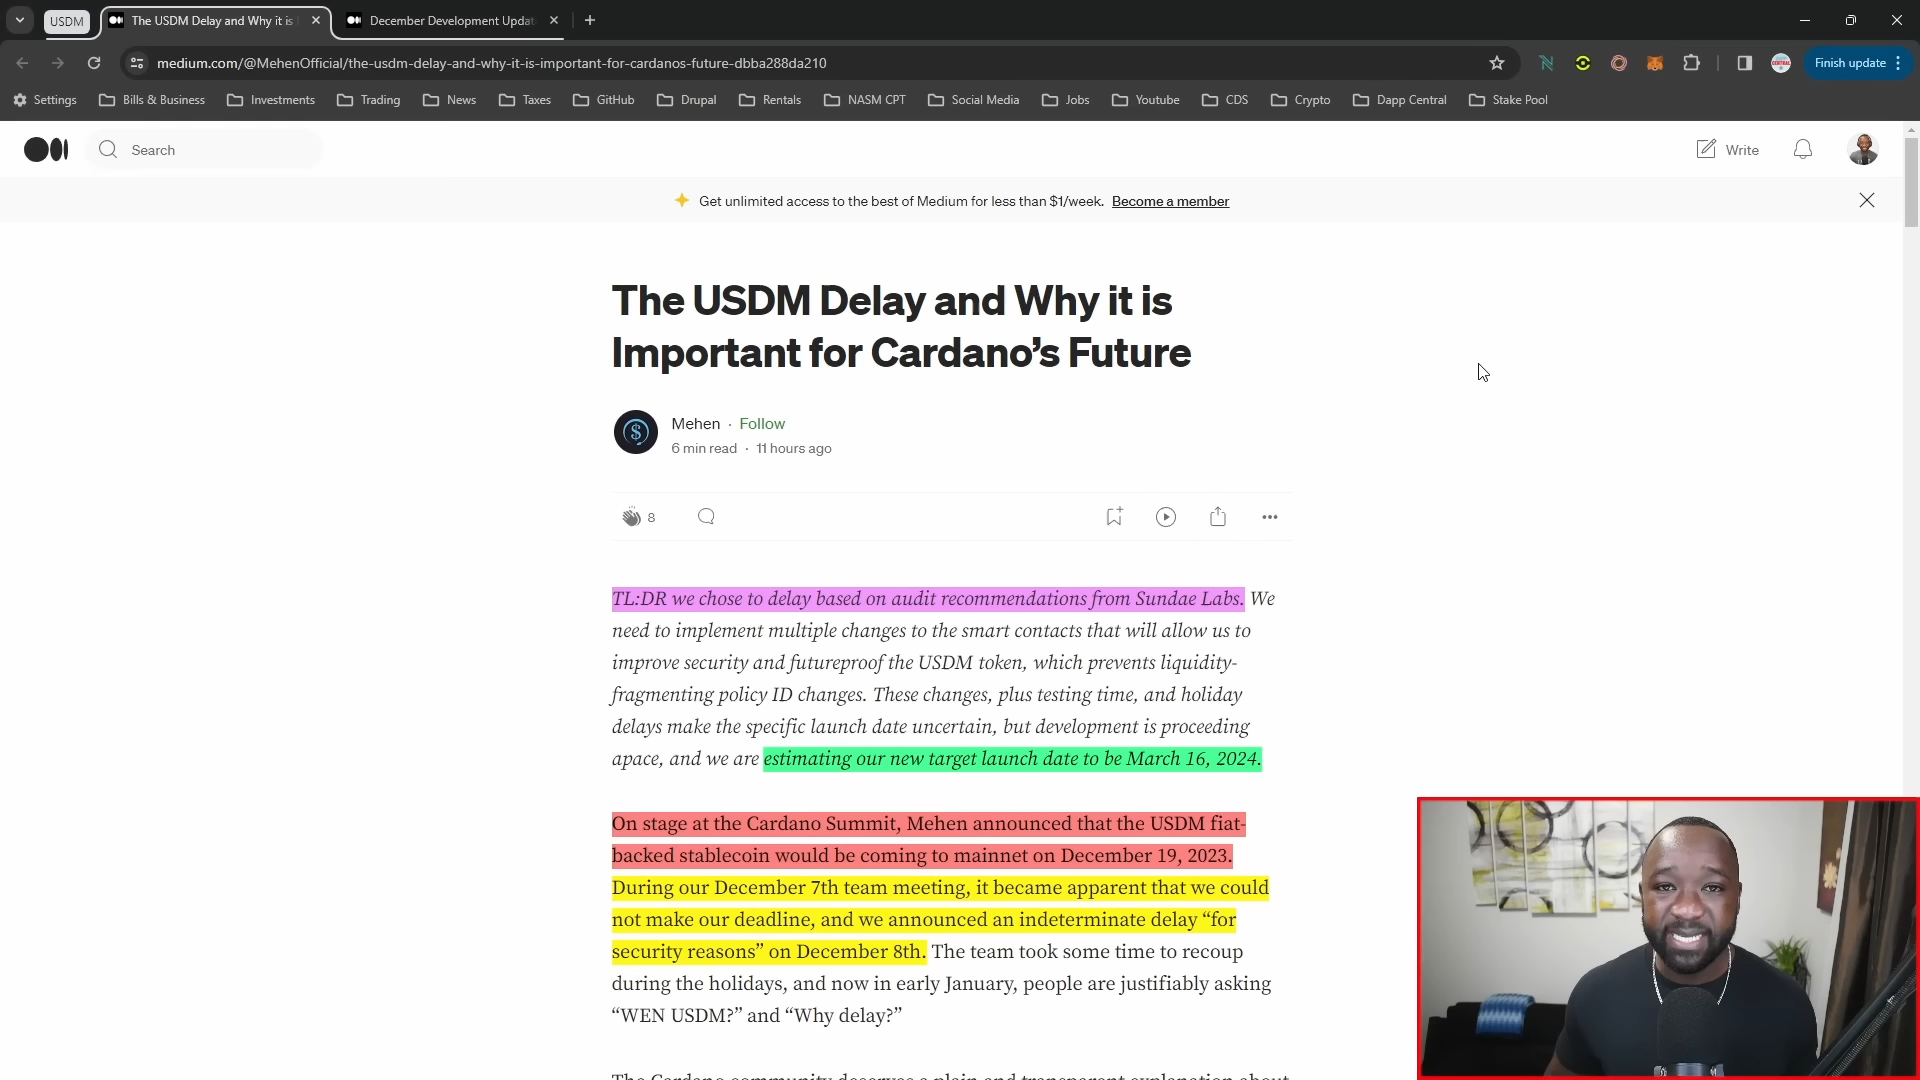 USDM
The USDM Delay and Why it is
December Development Updat
medium.com/@MehenOfficial/the-usdm-delay-and-why-it-is-important-for-cardanos-future-dbba288da210
Finish update
Settings
Bills & Business
Investments
Trading
News
Taxes
GitHub
Drupal
Rentals
NASM CPT
Social Media
Jobs
Youtube
CDS
Crypto
Dapp Central
Stake Pool
Search
Write
Get unlimited access to the best of Medium for less than $1/week. Become a member
The USDM Delay and Why it is
Important for Cardano’s Future
Mehen · Follow
6 min read · 11 hours ago
8
TL:DR we chose to delay based on audit recommendations from Sundae Labs. We
need to implement multiple changes to the smart contacts that will allow us to
improve security and futureproof the USDM token, which prevents liquidity-
fragmenting policy ID changes. These changes, plus testing time, and holiday
delays make the specific launch date uncertain, but development is proceeding
apace, and we are estimating our new target launch date to be March 16, 2024.
On stage at the Cardano Summit, Mehen announced that the USDM fiat-
backed stablecoin would be coming to mainnet on December 19, 2023.
During our December 7th team meeting, it became apparent that we could
not make our deadline, and we announced an indeterminate delay “for
security reasons” on December 8th. The team took some time to recoup
during the holidays, and now in early January, people are justifiably asking
“WEN USDM?” and “Why delay?”
The Cardano community deserves a plain and transparent explanation about